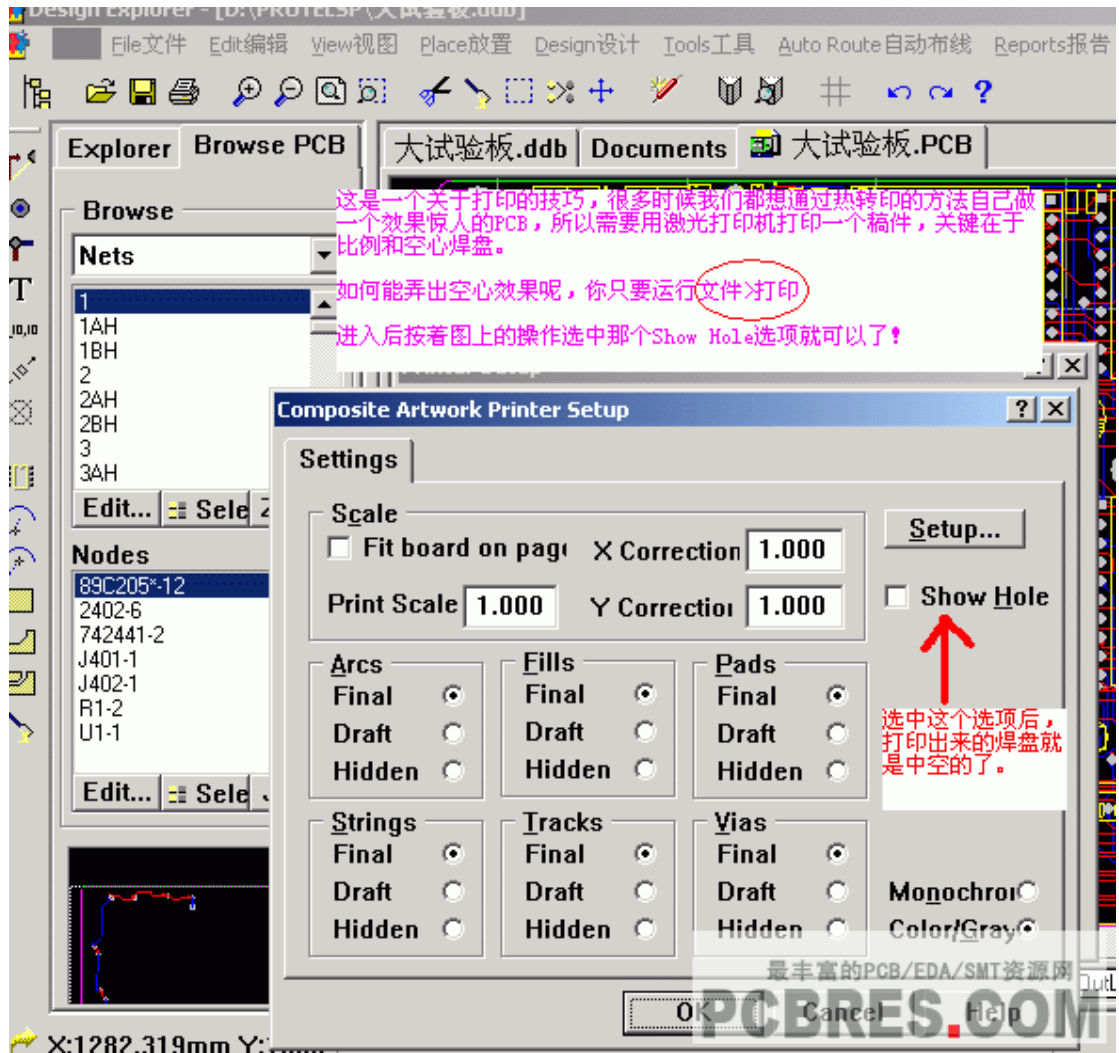 Design Explorer - [D:\PROTELSP\大试验板.ddb]
File文件 Edit编辑 View视图 Place放置 Design设计 Tools工具 Auto Route自动布线 Reports报告
Explorer Browse PCB 大试验板.ddb Documents 大试验板.PCB
这是一个关于打印的技巧，很多时候我们都想通过热转印的方法自己做
一个效果惊人的PCB，所以需要用激光打印机打印一个稿件，关键在于
比例和空心焊盘。
如何能弄出空心效果呢，你只要运行文件>打印
进入后按着图上的操作选中那个Show Hole选项就可以了！
Browse
Nets
1
1AH
1BH
2
2AH
2BH
3
3AH
Edit... Sele
Nodes
89C205*-12
2402-6
742441-2
J401-1
J402-1
R1-2
U1-1
Edit... Sele
Composite Artwork Printer Setup
Settings
Scale
Fit board on page X Correction 1.000
Print Scale 1.000 Y Correction 1.000
Setup...
Show Hole
选中这个选项后，
打印出来的焊盘就
是中空的了。
Arcs
Final
Draft
Hidden
Fills
Final
Draft
Hidden
Pads
Final
Draft
Hidden
Strings
Final
Draft
Hidden
Tracks
Final
Draft
Hidden
Vias
Final
Draft
Hidden
Monochro
Color/Gray
OK Cancel Help
最丰富的PCB/EDA/SMT资源网
PCBRES.COM
X:1282.319mm Y: